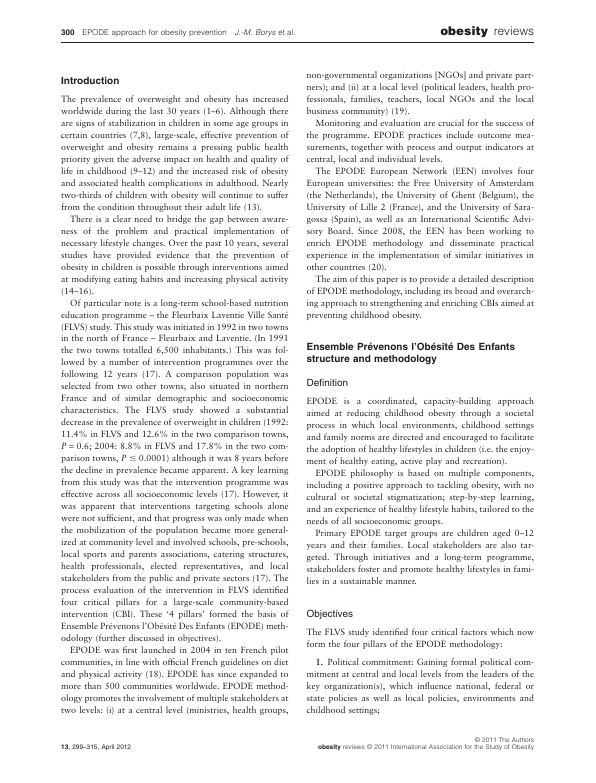 300 EPODE approach for obesity prevention J.-M. Borys et al.
obesity reviews
Introduction
The prevalence of overweight and obesity has increased
worldwide during the last 30 years (1–6). Although there
are signs of stabilization in children in some age groups in
certain countries (7,8), large-scale, effective prevention of
overweight and obesity remains a pressing public health
priority given the adverse impact on health and quality of
life in childhood (9–12) and the increased risk of obesity
and associated health complications in adulthood. Nearly
two-thirds of children with obesity will continue to suffer
from the condition throughout their adult life (13).
There is a clear need to bridge the gap between aware-
ness of the problem and practical implementation of
necessary lifestyle changes. Over the past 10 years, several
studies have provided evidence that the prevention of
obesity in children is possible through interventions aimed
at modifying eating habits and increasing physical activity
(14–16).
Of particular note is a long-term school-based nutrition
education programme – the Fleurbaix Laventie Ville Santé
(FLVS) study. This study was initiated in 1992 in two towns
in the north of France – Fleurbaix and Laventie. (In 1991
the two towns totalled 6,500 inhabitants.) This was fol-
lowed by a number of intervention programmes over the
following 12 years (17). A comparison population was
selected from two other towns, also situated in northern
France and of similar demographic and socioeconomic
characteristics. The FLVS study showed a substantial
decrease in the prevalence of overweight in children (1992:
11.4% in FLVS and 12.6% in the two comparison towns,
P = 0.6; 2004: 8.8% in FLVS and 17.8% in the two com-
parison towns, P ≤ 0.0001) although it was 8 years before
the decline in prevalence became apparent. A key learning
from this study was that the intervention programme was
effective across all socioeconomic levels (17). However, it
was apparent that interventions targeting schools alone
were not sufficient, and that progress was only made when
the mobilization of the population became more general-
ized at community level and involved schools, pre-schools,
local sports and parents associations, catering structures,
health professionals, elected representatives, and local
stakeholders from the public and private sectors (17). The
process evaluation of the intervention in FLVS identified
four critical pillars for a large-scale community-based
intervention (CBI). These ‘4 pillars’ formed the basis of
Ensemble Prévenons l’Obésité Des Enfants (EPODE) meth-
odology (further discussed in objectives).
EPODE was first launched in 2004 in ten French pilot
communities, in line with official French guidelines on diet
and physical activity (18). EPODE has since expanded to
more than 500 communities worldwide. EPODE method-
ology promotes the involvement of multiple stakeholders at
two levels: (i) at a central level (ministries, health groups,
non-governmental organizations [NGOs] and private part-
ners); and (ii) at a local level (political leaders, health pro-
fessionals, families, teachers, local NGOs and the local
business community) (19).
Monitoring and evaluation are crucial for the success of
the programme. EPODE practices include outcome mea-
surements, together with process and output indicators at
central, local and individual levels.
The EPODE European Network (EEN) involves four
European universities: the Free University of Amsterdam
(the Netherlands), the University of Ghent (Belgium), the
University of Lille 2 (France), and the University of Sara-
gossa (Spain), as well as an International Scientific Advi-
sory Board. Since 2008, the EEN has been working to
enrich EPODE methodology and disseminate practical
experience in the implementation of similar initiatives in
other countries (20).
The aim of this paper is to provide a detailed description
of EPODE methodology, including its broad and overarch-
ing approach to strengthening and enriching CBIs aimed at
preventing childhood obesity.
Ensemble Prévenons l’Obésité Des Enfants
structure and methodology
Definition
EPODE is a coordinated, capacity-building approach
aimed at reducing childhood obesity through a societal
process in which local environments, childhood settings
and family norms are directed and encouraged to facilitate
the adoption of healthy lifestyles in children (i.e. the enjoy-
ment of healthy eating, active play and recreation).
EPODE philosophy is based on multiple components,
including a positive approach to tackling obesity, with no
cultural or societal stigmatization; step-by-step learning,
and an experience of healthy lifestyle habits, tailored to the
needs of all socioeconomic groups.
Primary EPODE target groups are children aged 0–12
years and their families. Local stakeholders are also tar-
geted. Through initiatives and a long-term programme,
stakeholders foster and promote healthy lifestyles in fami-
lies in a sustainable manner.
Objectives
The FLVS study identified four critical factors which now
form the four pillars of the EPODE methodology:
1. Political commitment: Gaining formal political com-
mitment at central and local levels from the leaders of the
key organization(s), which influence national, federal or
state policies as well as local policies, environments and
childhood settings;
© 2011 The Authors
13, 299–315, April 2012
obesity reviews © 2011 International Association for the Study of Obesity